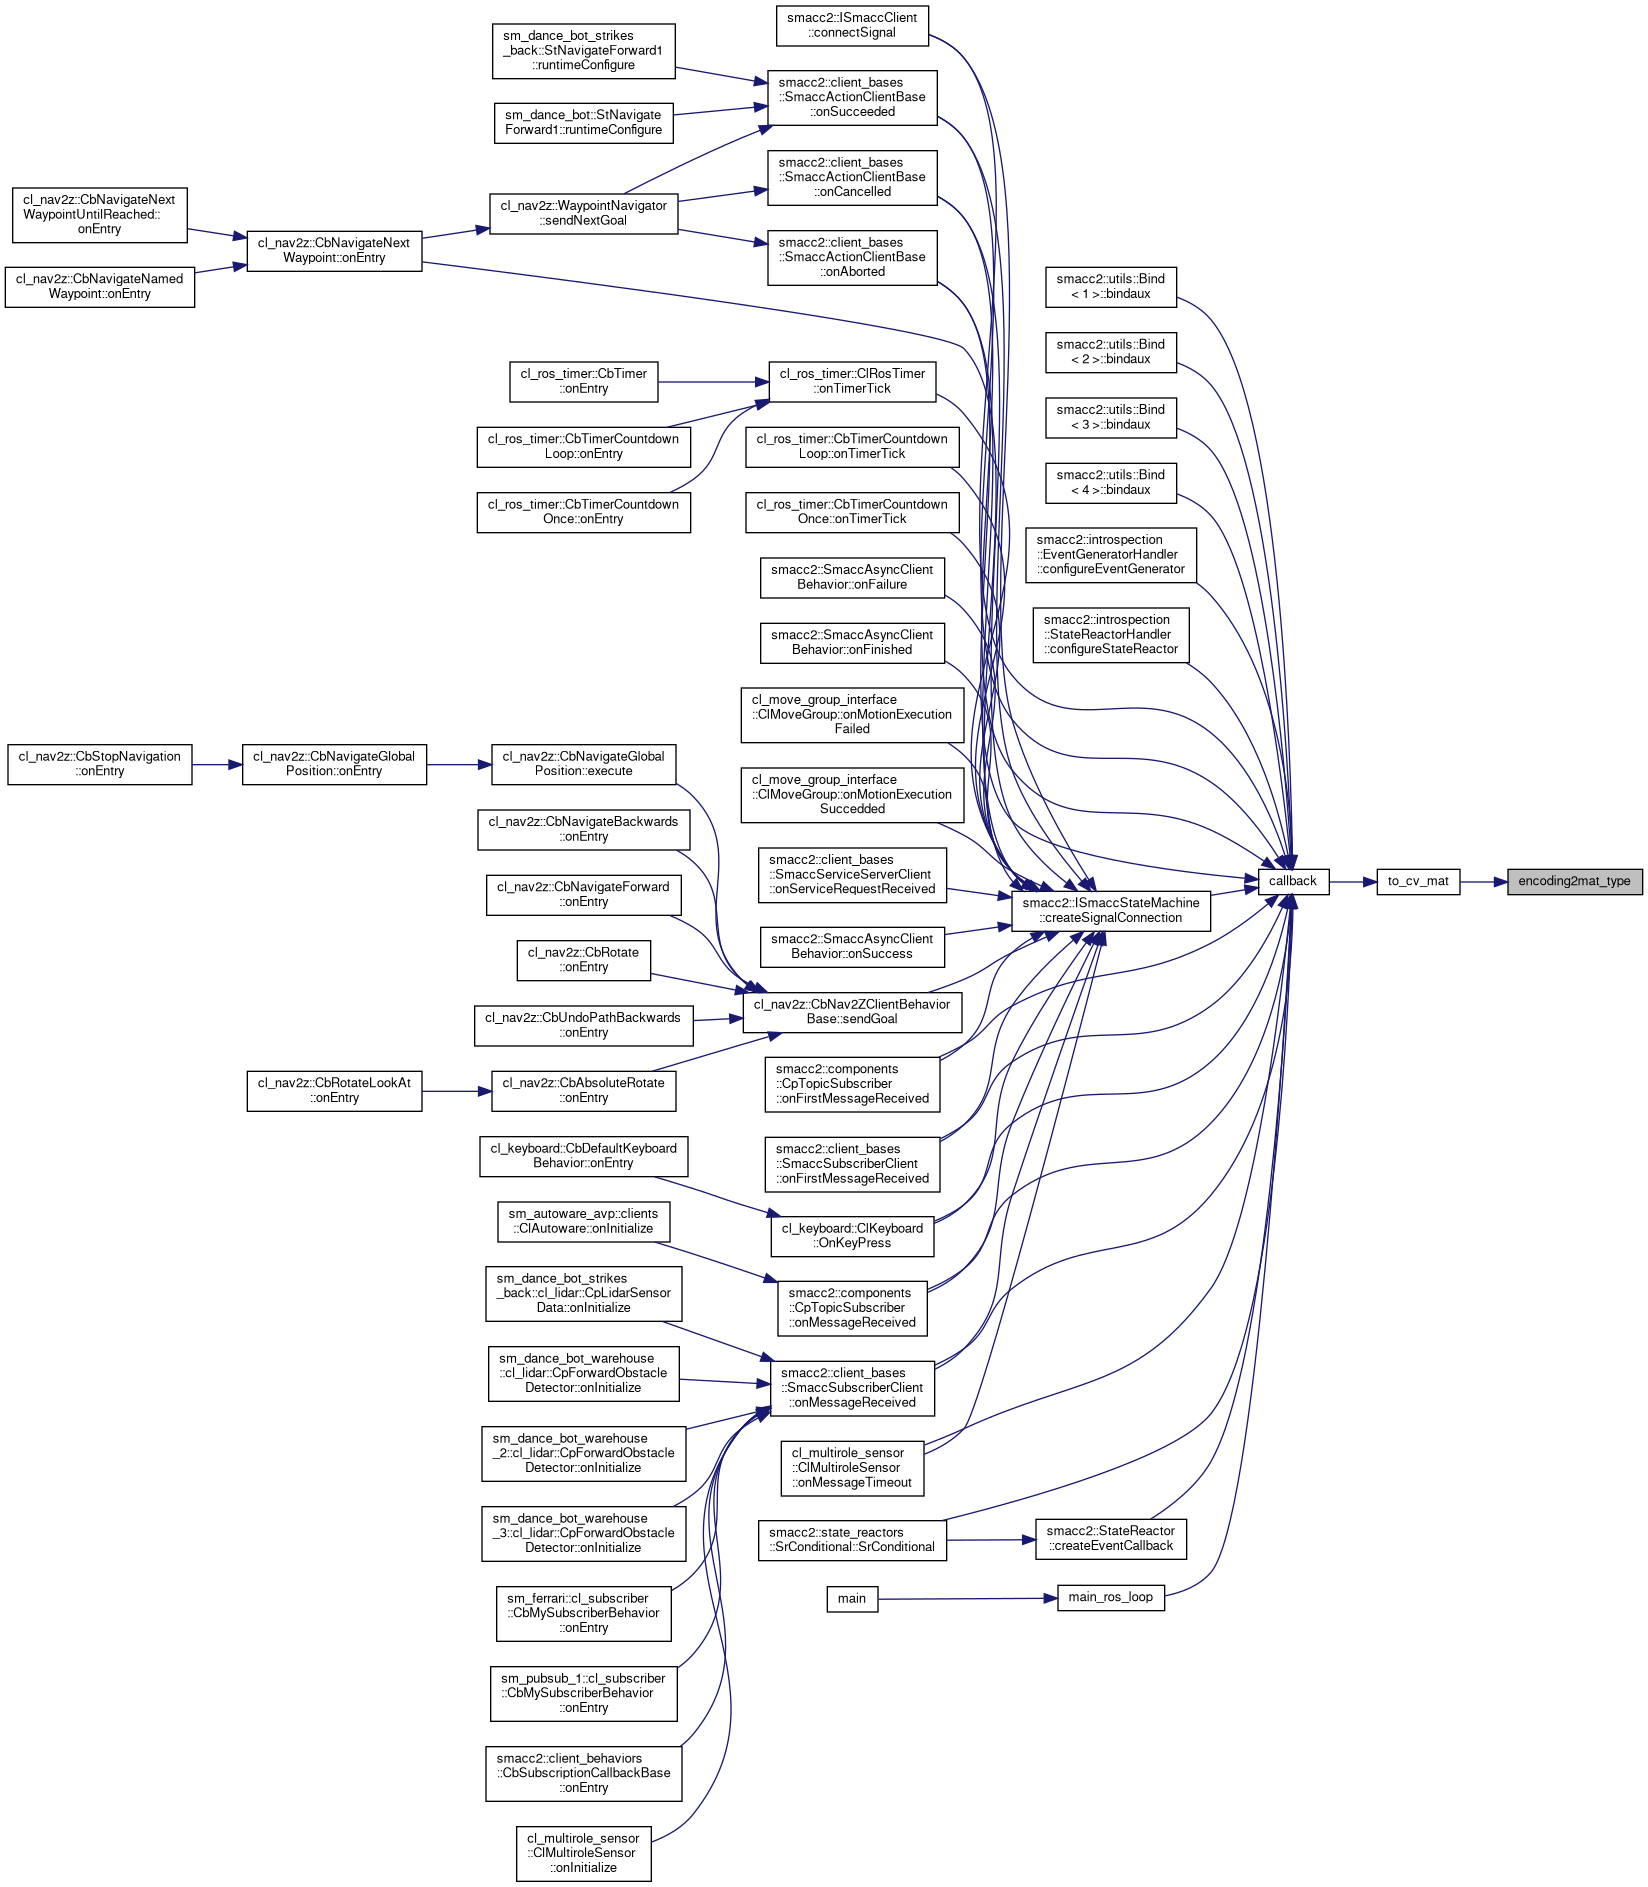 smacc2::ISmaccClient
::connectSignal
sm_dance_bot_strikes
_back::StNavigateForward1
::runtimeConfigure
smacc2::client_bases
::SmaccActionClientBase
::onSucceeded
sm_dance_bot::StNavigate
Forward1::runtimeConfigure
smacc2::client_bases
::SmaccActionClientBase
::onCancelled
cl_nav2z::CbNavigateNext
WaypointUntilReached::
onEntry
cl_nav2z::WaypointNavigator
::sendNextGoal
cl_nav2z::CbNavigateNext
Waypoint::onEntry
smacc2::client_bases
::SmaccActionClientBase
::onAborted
cl_nav2z::CbNavigateNamed
Waypoint::onEntry
smacc2::utils::Bind
< 1 >::bindaux
smacc2::utils::Bind
< 2 >::bindaux
cl_ros_timer::CbTimer
::onEntry
cl_ros_timer::ClRosTimer
::onTimerTick
smacc2::utils::Bind
< 3 >::bindaux
cl_ros_timer::CbTimerCountdown
Loop::onEntry
cl_ros_timer::CbTimerCountdown
Loop::onTimerTick
smacc2::utils::Bind
< 4 >::bindaux
cl_ros_timer::CbTimerCountdown
Once::onEntry
cl_ros_timer::CbTimerCountdown
Once::onTimerTick
smacc2::introspection
::EventGeneratorHandler
::configureEventGenerator
smacc2::SmaccAsyncClient
Behavior::onFailure
smacc2::introspection
::StateReactorHandler
::configureStateReactor
smacc2::SmaccAsyncClient
Behavior::onFinished
cl_move_group_interface
::ClMoveGroup::onMotionExecution
Failed
cl_nav2z::CbStopNavigation
::onEntry
cl_nav2z::CbNavigateGlobal
Position::onEntry
cl_nav2z::CbNavigateGlobal
Position::execute
cl_move_group_interface
::ClMoveGroup::onMotionExecution
Succedded
cl_nav2z::CbNavigateBackwards
::onEntry
smacc2::client_bases
::SmaccServiceServerClient
::onServiceRequestReceived
callback
to_cv_mat
encoding2mat_type
cl_nav2z::CbNavigateForward
::onEntry
smacc2::ISmaccStateMachine
::createSignalConnection
smacc2::SmaccAsyncClient
Behavior::onSuccess
cl_nav2z::CbRotate
::onEntry
cl_nav2z::CbNav2ZClientBehavior
Base::sendGoal
cl_nav2z::CbUndoPathBackwards
::onEntry
smacc2::components
::CpTopicSubscriber
::onFirstMessageReceived
cl_nav2z::CbRotateLookAt
::onEntry
cl_nav2z::CbAbsoluteRotate
::onEntry
cl_keyboard::CbDefaultKeyboard
Behavior::onEntry
smacc2::client_bases
::SmaccSubscriberClient
::onFirstMessageReceived
sm_autoware_avp::clients
::ClAutoware::onInitialize
cl_keyboard::ClKeyboard
::OnKeyPress
sm_dance_bot_strikes
_back::cl_lidar::CpLidarSensor
Data::onInitialize
smacc2::components
::CpTopicSubscriber
::onMessageReceived
sm_dance_bot_warehouse
::cl_lidar::CpForwardObstacle
Detector::onInitialize
smacc2::client_bases
::SmaccSubscriberClient
::onMessageReceived
sm_dance_bot_warehouse
_2::cl_lidar::CpForwardObstacle
Detector::onInitialize
cl_multirole_sensor
::ClMultiroleSensor
::onMessageTimeout
sm_dance_bot_warehouse
_3::cl_lidar::CpForwardObstacle
Detector::onInitialize
smacc2::state_reactors
::SrConditional::SrConditional
smacc2::StateReactor
::createEventCallback
sm_ferrari::cl_subscriber
::CbMySubscriberBehavior
::onEntry
main
main_ros_loop
sm_pubsub_1::cl_subscriber
::CbMySubscriberBehavior
::onEntry
smacc2::client_behaviors
::CbSubscriptionCallbackBase
::onEntry
cl_multirole_sensor
::ClMultiroleSensor
::onInitialize